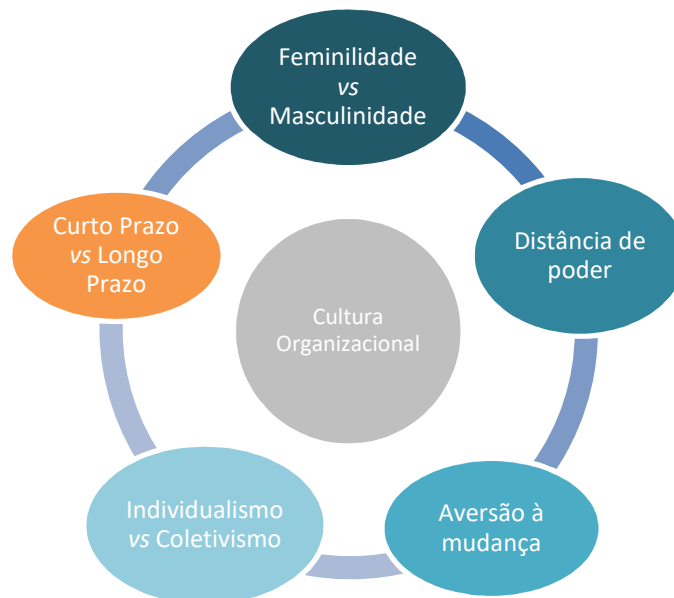 Feminilidade
vs
Masculinidade
Distância de
poder
Aversão à
mudança
Individualismo
vs Coletivismo
Curto Prazo
vs Longo
Prazo
Cultura
Organizacional